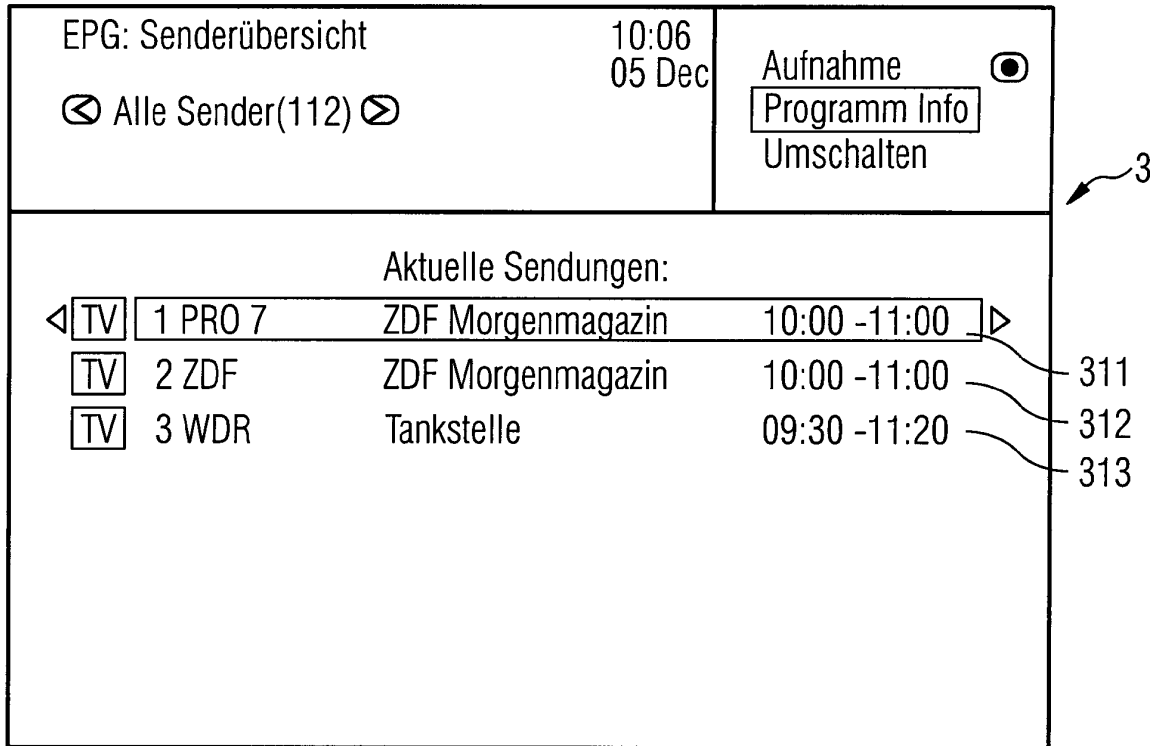 EPG: Senderübersicht 10:06
05 Dec
Alle Sender(112)
Aufnahme
Programm Info
Umschalten
3
Aktuelle Sendungen:
TV 1 PRO 7 ZDF Morgenmagazin 10:00 -11:00
311
TV 2 ZDF ZDF Morgenmagazin 10:00 -11:00
312
TV 3 WDR Tankstelle 09:30 -11:20
313